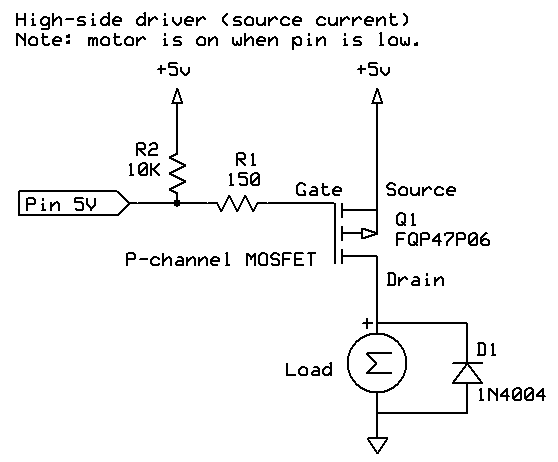 High-side driver (source current)
Note: motor is on when pin is low.
+5v
+5v
R2
10K
R1
150
Gate
Source
Pin 5V
Q1
FQP47P06
P-channel MOSFET
Drain
+
Load
Σ
D1
1N4004